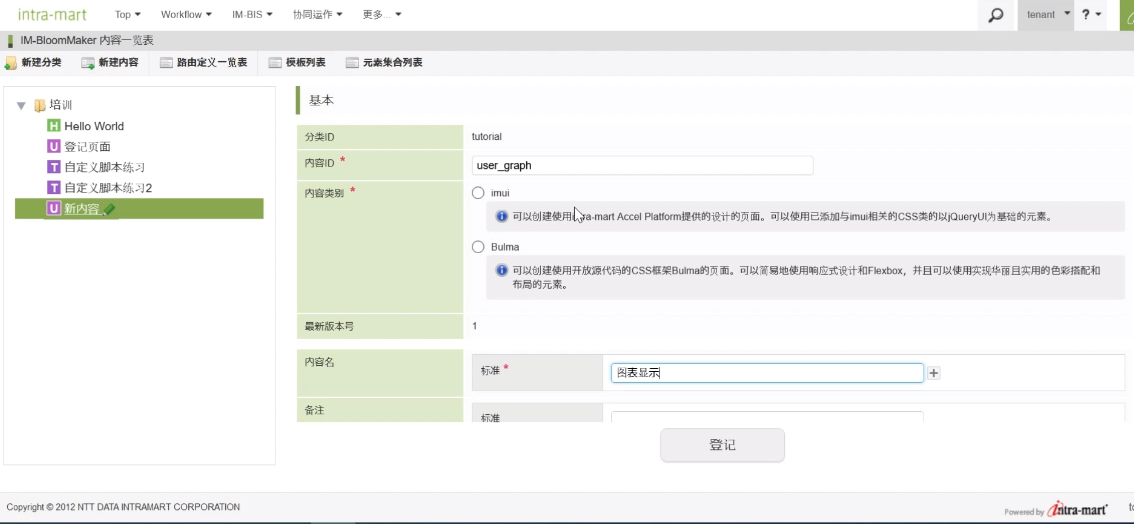 intra-mart Top Workflow IM-BIS 协同运作 更多... tenant ?
IM-BloomMaker 内容一览表
新建分类 新建内容 路由定义一览表 模板列表 元素集合列表
培训
H Hello World
U 登记页面
T 自定义脚本练习
T 自定义脚本练习2
U 新内容
基本
分类ID tutorial
内容ID * user_graph
内容类别 * imui
可以创建使用intra-mart Accel Platform提供的设计的页面。可以使用已添加与imui相关的CSS类的以jQueryUI为基础的元素。
Bulma
可以创建使用开放源代码的CSS框架Bulma的页面。可以简易地使用响应式设计和Flexbox，并且可以使用实现华丽且实用的色彩搭配和
布局的元素。
最新版本号 1
内容名 标准 * 图表显示
备注 标准
登记
Copyright © 2012 NTT DATA INTRAMART CORPORATION
Powered by intra-mart